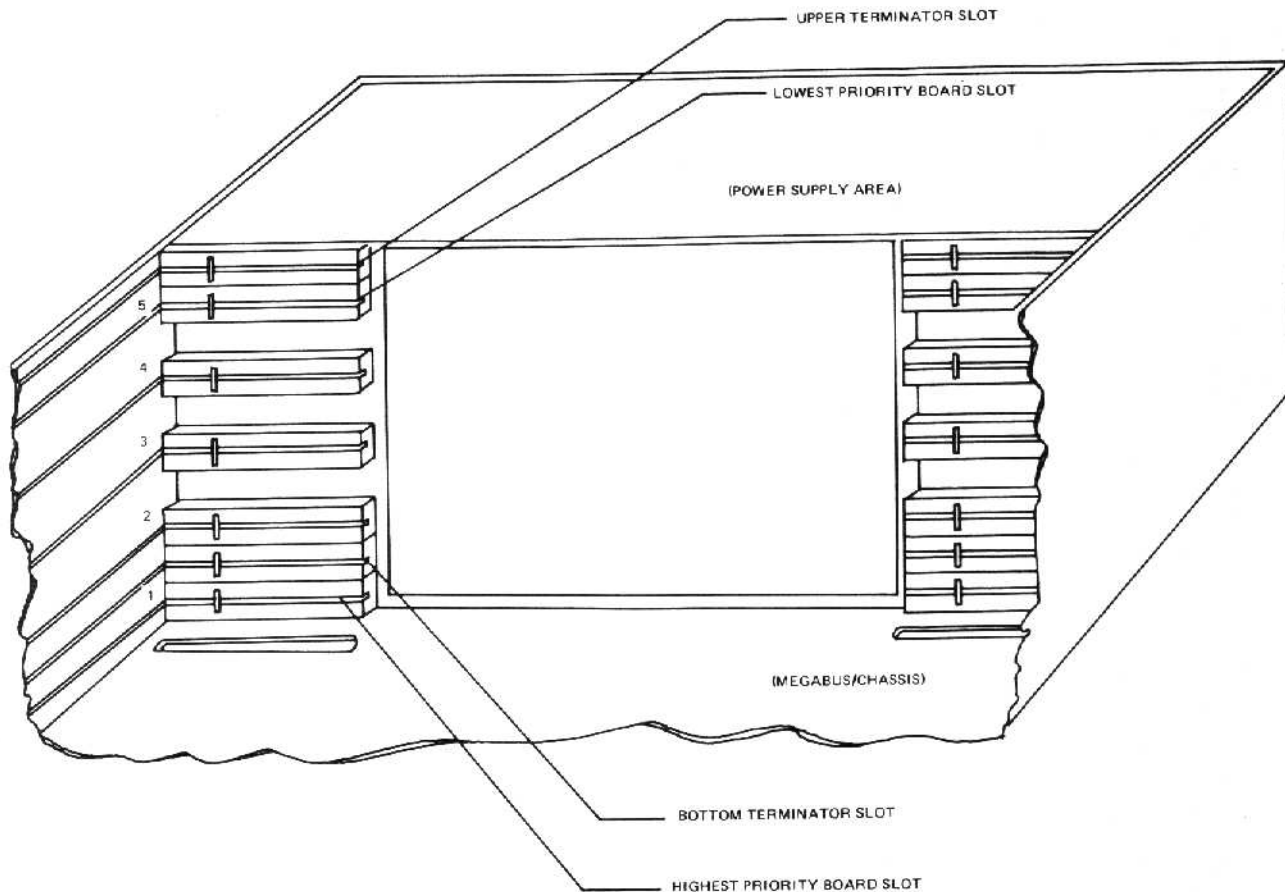 UPPER TERMINATOR SLOT
LOWEST PRIORITY BOARD SLOT
(POWER SUPPLY AREA)
5
4
3
2
1
(MEGABUS/CHASSIS)
BOTTOM TERMINATOR SLOT
HIGHEST PRIORITY BOARD SLOT